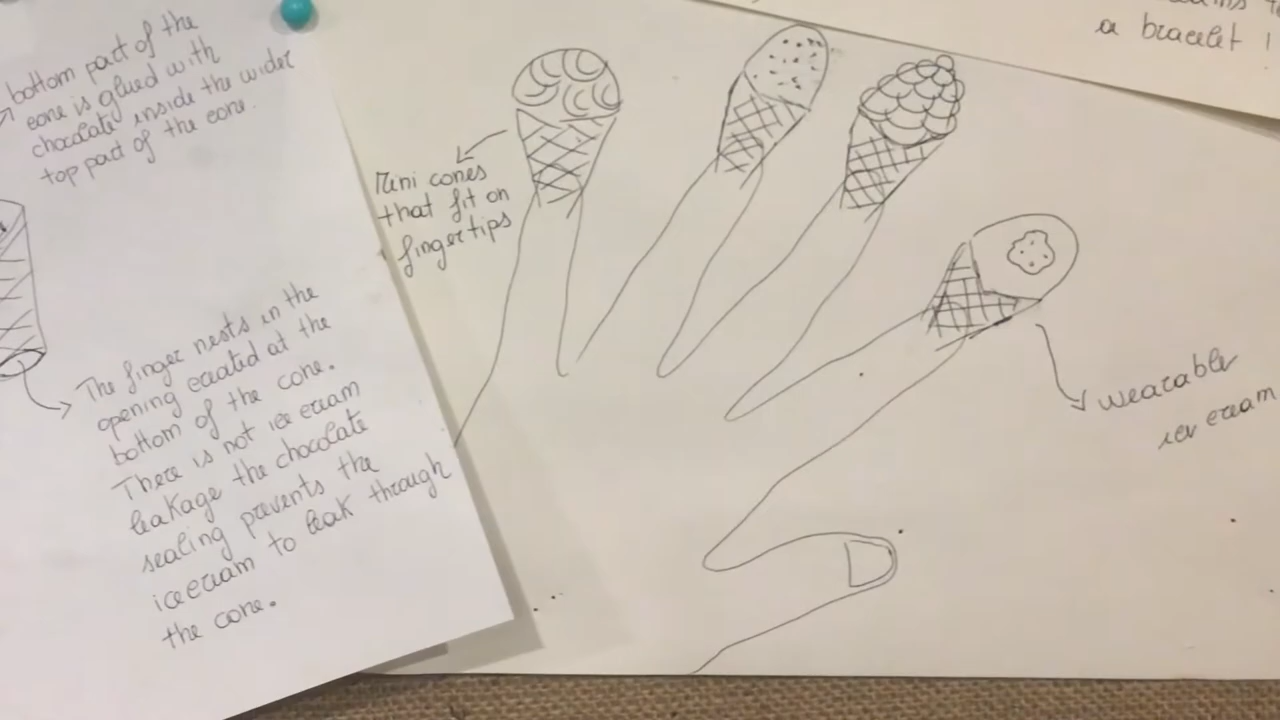 bottom part of the
cone is glued with
chocolate inside the wider
top part of the cone.
The finger nests in the
opening created at the
bottom of the cone.
There is not ice cream
leakage the chocolate
sealing prevents the
icecream to leak through
the cone.
Mini cones
that fit on
fingertips
wearable
ice cream
a bracelet